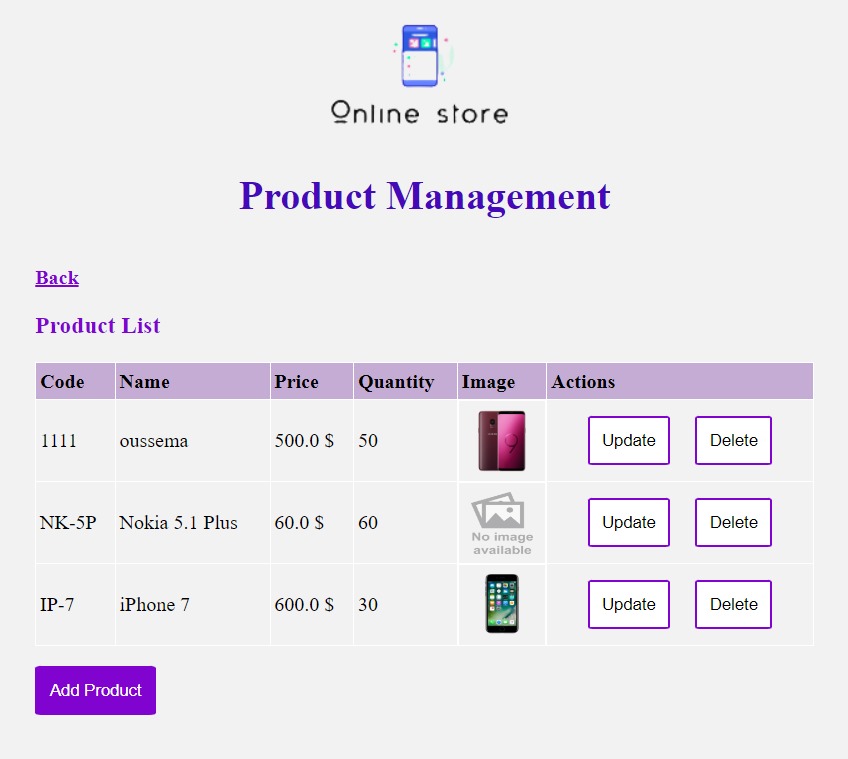 Online store
Product Management
Back
Product List
Code Name Price Quantity Image Actions
1111 oussema 500.0 $ 50 Update Delete
NK-5P Nokia 5.1 Plus 60.0 $ 60 No image available Update Delete
IP-7 iPhone 7 600.0 $ 30 Update Delete
Add Product